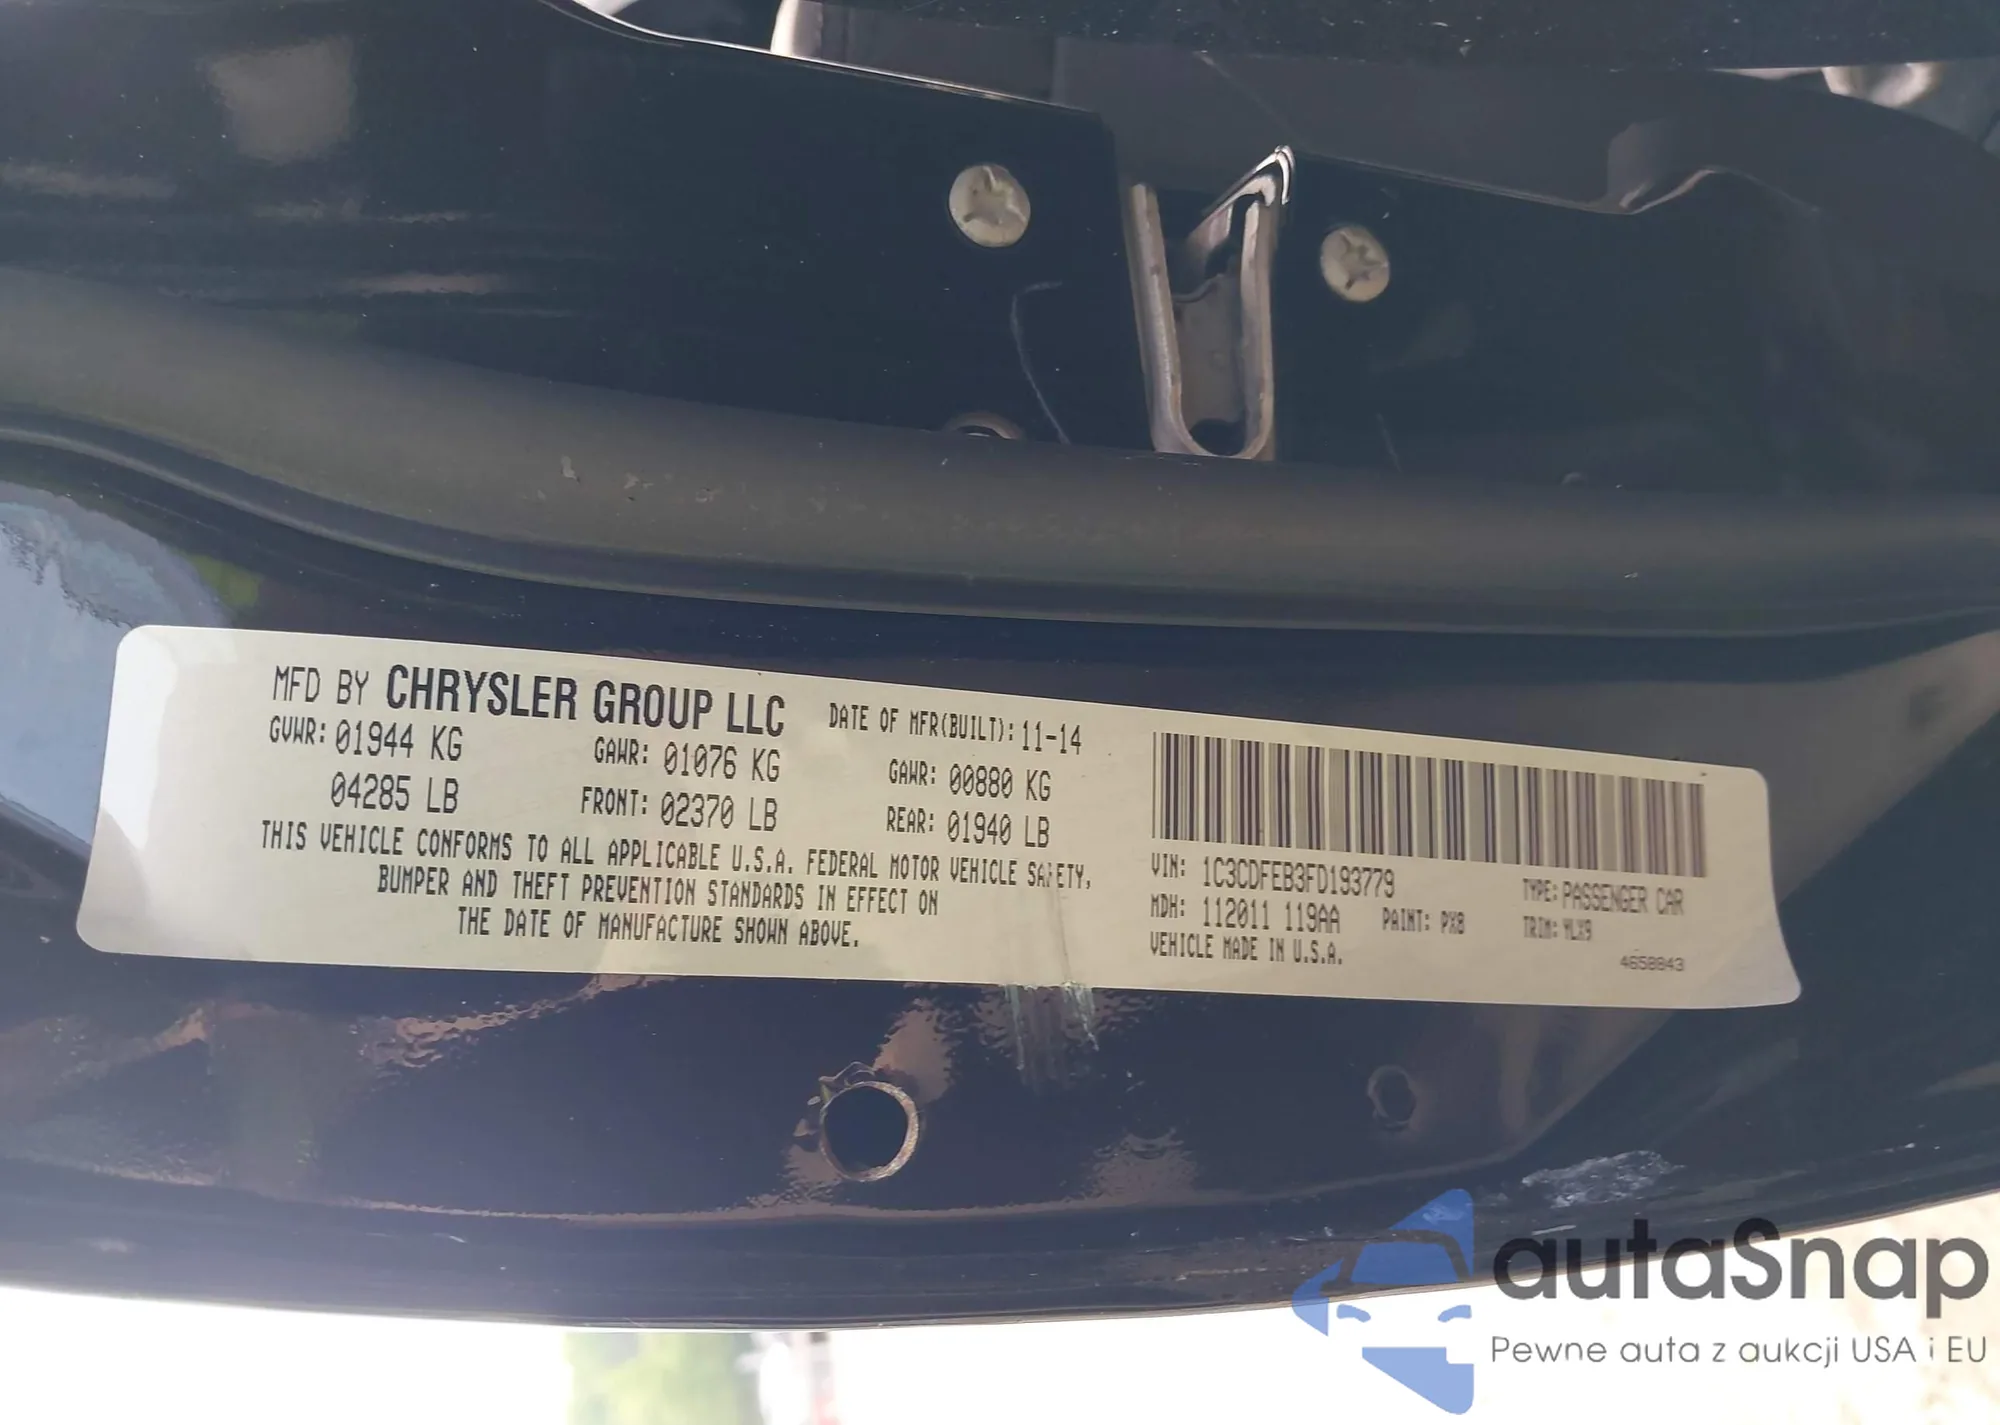 MFD BY CHRYSLER GROUP LLC
DATE OF MFR(BUILT): 11-14
GVWR: 01944 KG GAWR: 01076 KG GAWR: 00880 KG
04285 LB FRONT: 02370 LB REAR: 01940 LB
THIS VEHICLE CONFORMS TO ALL APPLICABLE U.S.A. FEDERAL MOTOR VEHICLE SAFETY,
BUMPER AND THEFT PREVENTION STANDARDS IN EFFECT ON
THE DATE OF MANUFACTURE SHOWN ABOVE.
VIN: 1C3CDFEB3FD193779 TYPE: PASSENGER CAR
MDH: 112011 119AA PAINT: PX8 TRIM: VLX9
VEHICLE MADE IN U.S.A.
4658843
autaSnap
Pewne auta z aukcji USA i EU